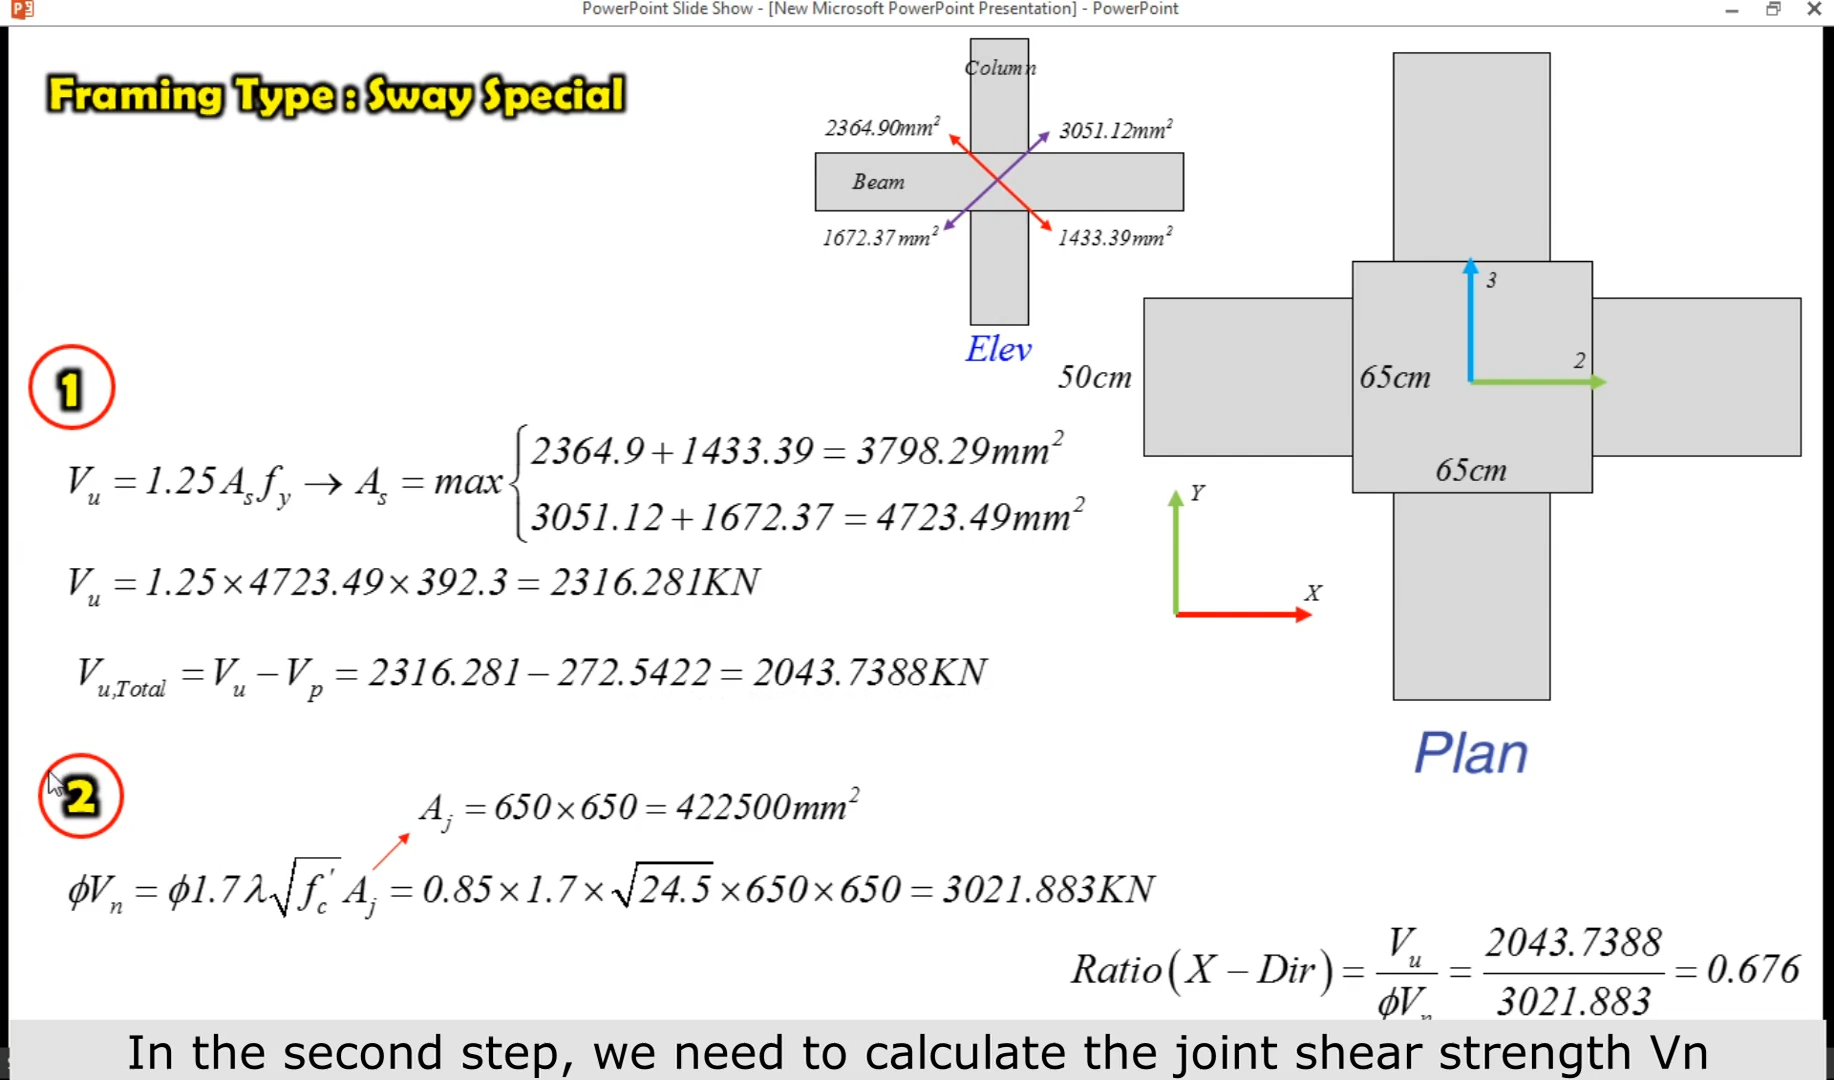 PowerPoint Slide Show - [New Microsoft PowerPoint Presentation] - PowerPoint
Framing Type : Sway Special
Column
2364.90mm² 3051.12mm²
Beam
1672.37mm² 1433.39mm²
Elev
3
2
50cm
65cm
65cm
Y
X
Plan
1
V_u = 1.25A_s f_y → A_s = max { 2364.9 + 1433.39 = 3798.29mm²
3051.12 + 1672.37 = 4723.49mm²
V_u = 1.25 × 4723.49 × 392.3 = 2316.281KN
V_u,Total = V_u − V_p = 2316.281 − 272.5422 = 2043.7388KN
2
A_j = 650 × 650 = 422500mm²
ϕV_n = ϕ1.7λ√f_c' A_j = 0.85 × 1.7 × √24.5 × 650 × 650 = 3021.883KN
Ratio(X − Dir) = V_u / ϕV_n = 2043.7388 / 3021.883 = 0.676
In the second step, we need to calculate the joint shear strength Vn